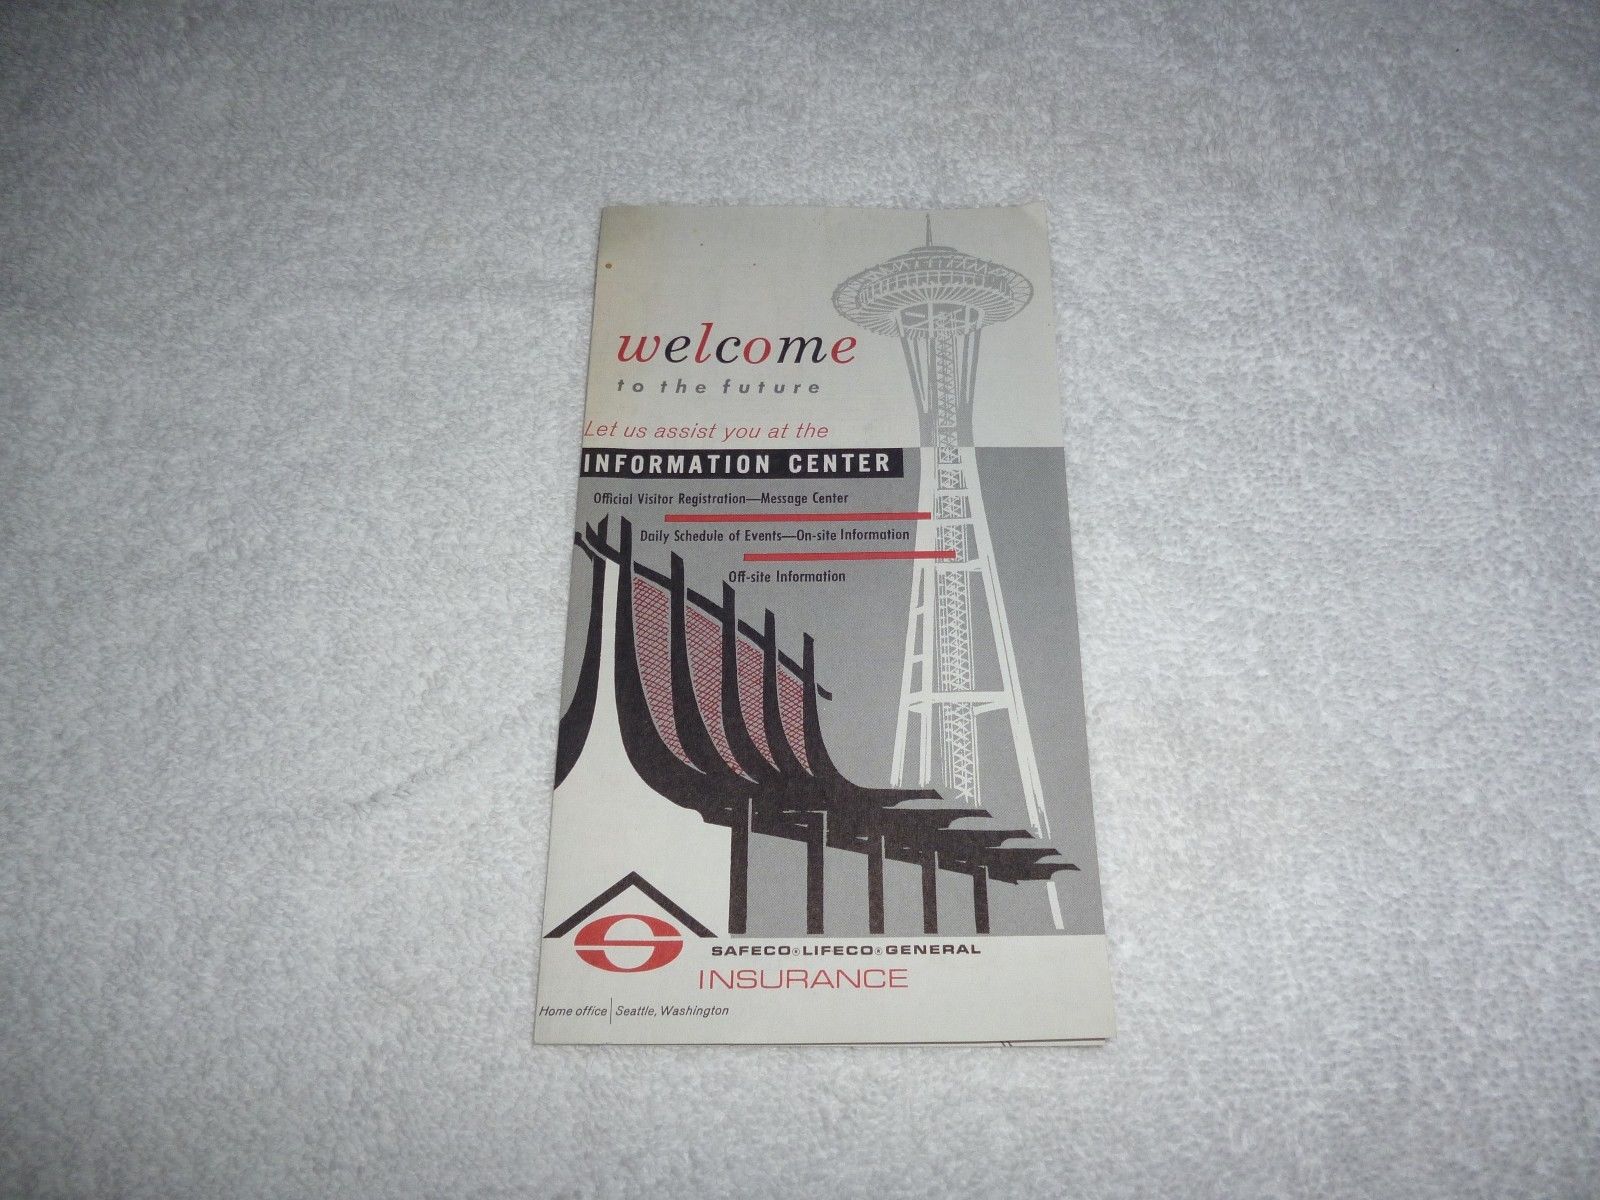 welcome
to the future
Let us assist you at the
INFORMATION CENTER
Official Visitor Registration—Message Center
Daily Schedule of Events—On-site Information
Off-site Information
SAFECO®LIFECO®GENERAL
INSURANCE
Home office | Seattle, Washington